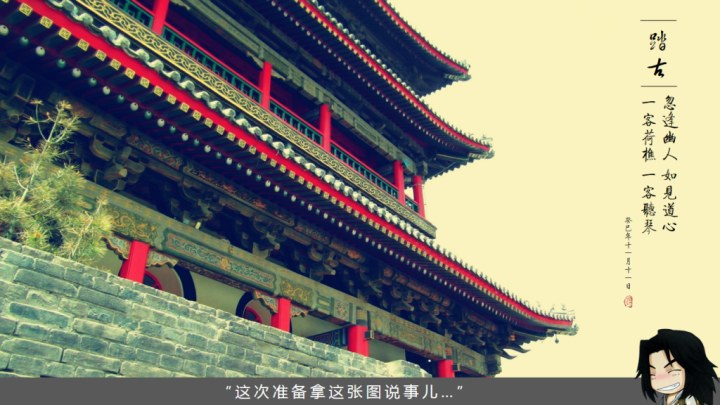 踏
古
忽逢幽人 如見道心
一客荷樵 一客聽琴
癸巳年十一月十一日
“这次准备拿这张图说事儿…”